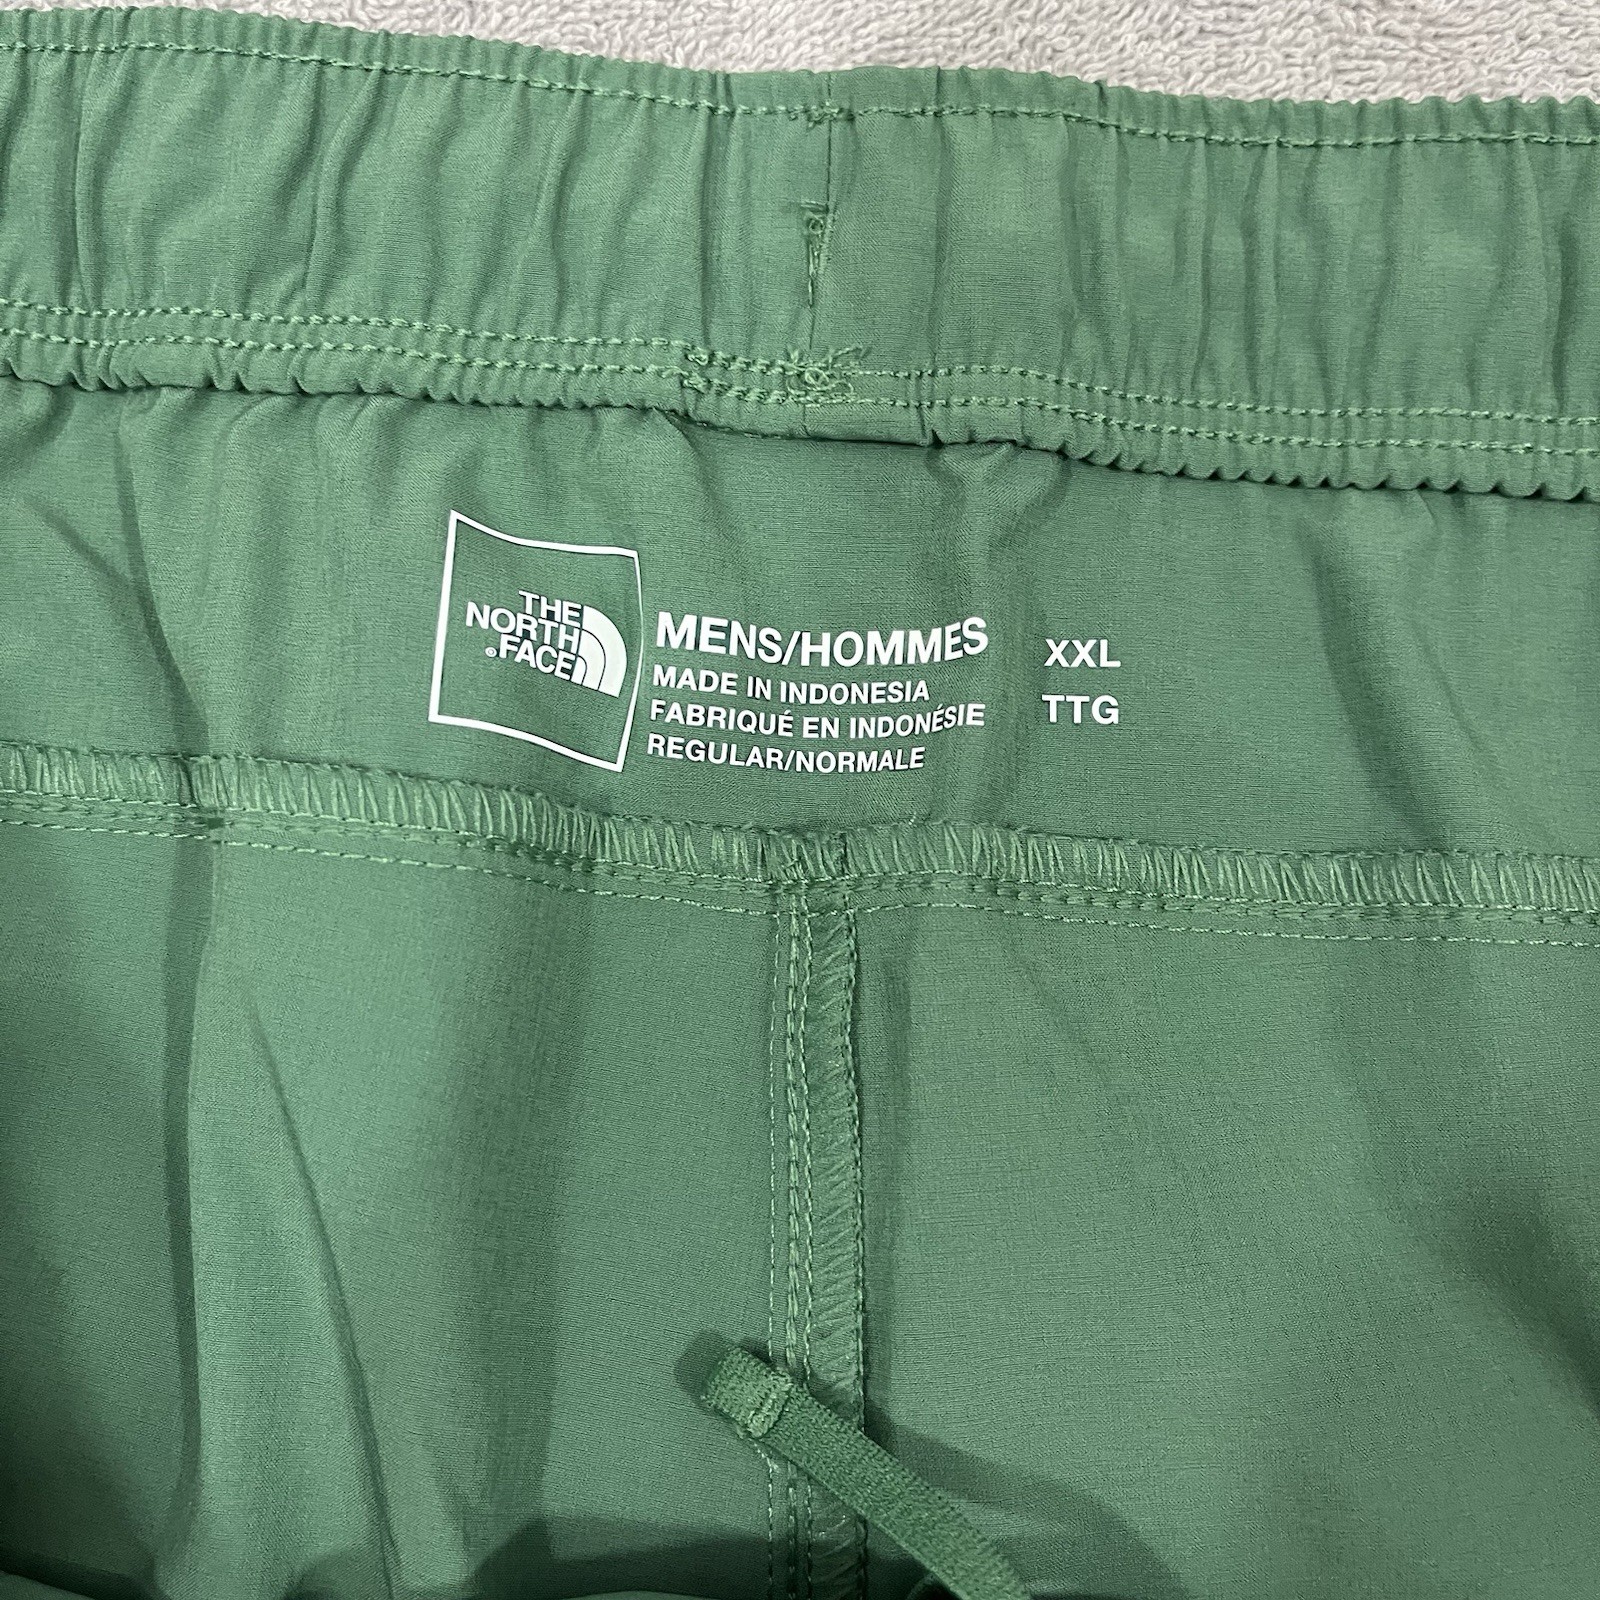 THE
NORTH
®FACE
MENS/HOMMES
MADE IN INDONESIA
FABRIQUÉ EN INDONÉSIE
REGULAR/NORMALE
XXL
TTG